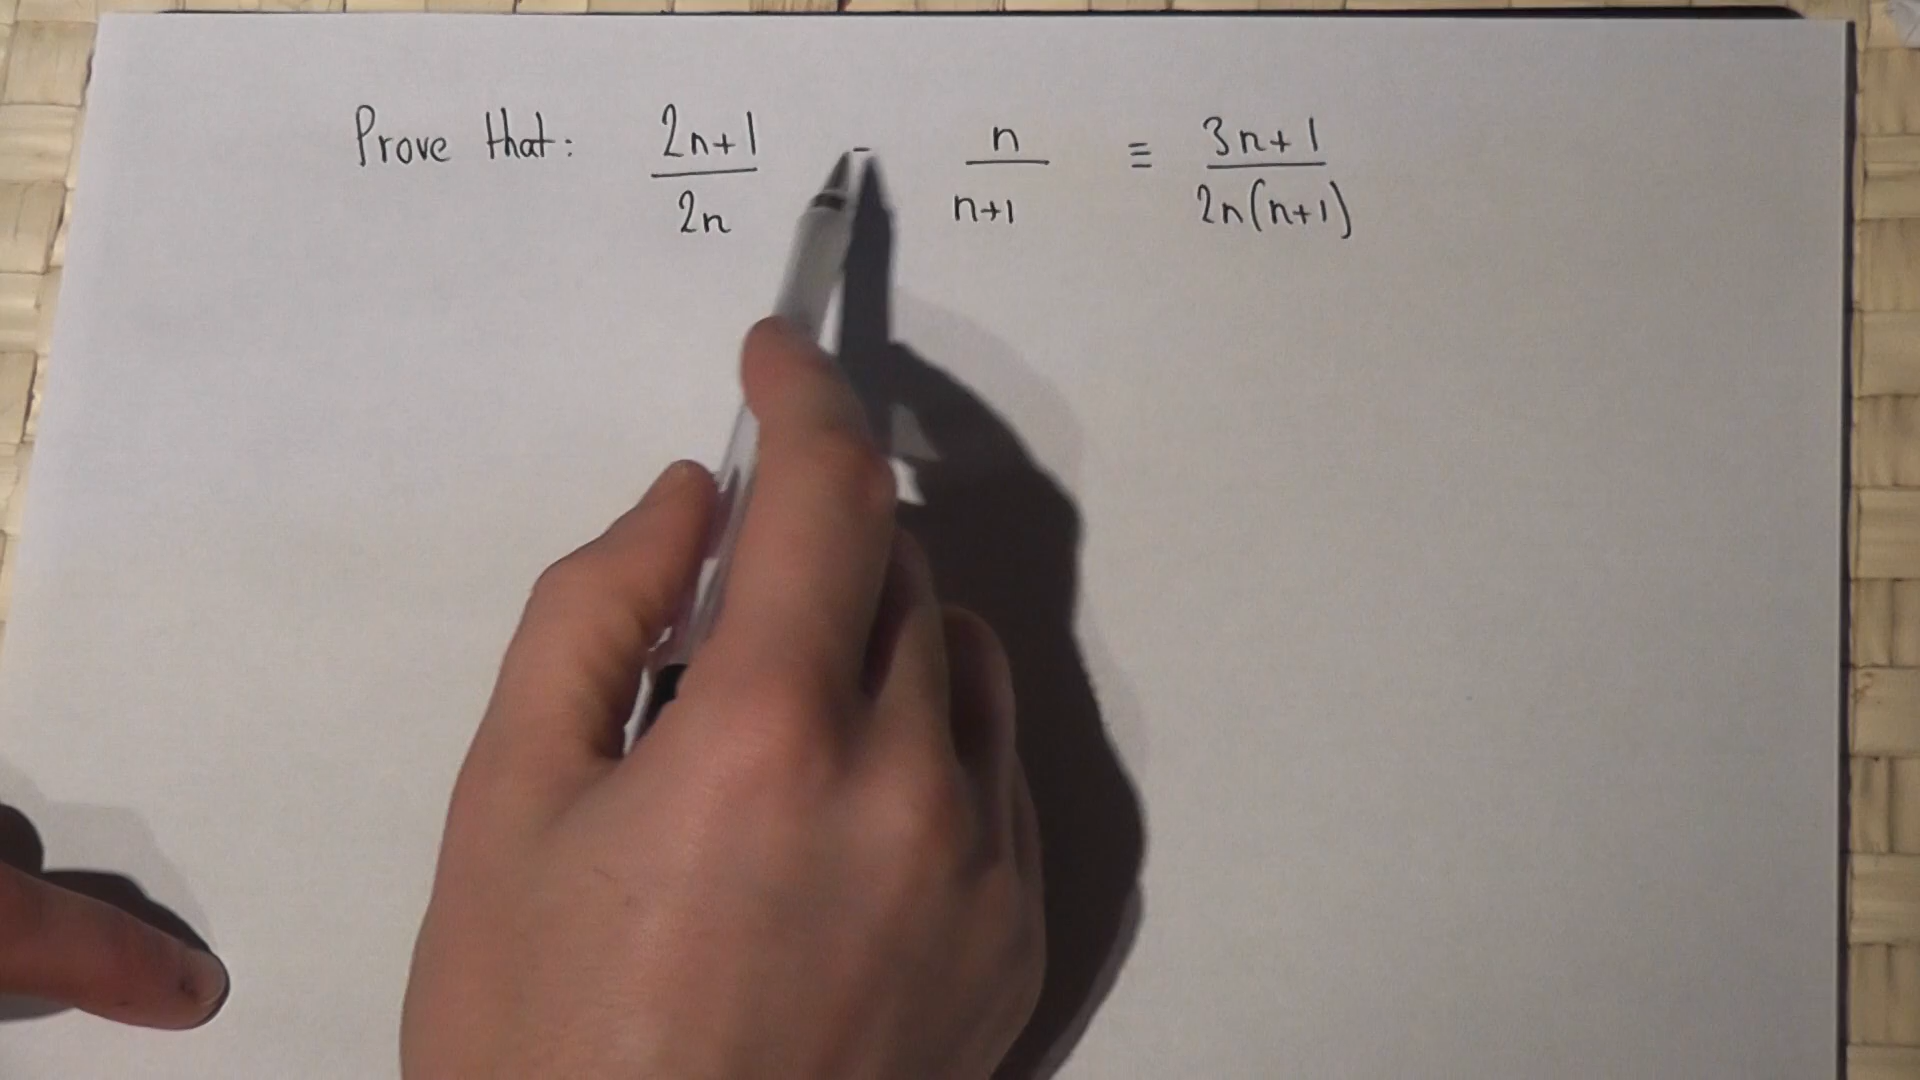 Prove that: (2n+1)/(2n) - n/(n+1) ≡ (3n+1)/(2n(n+1))